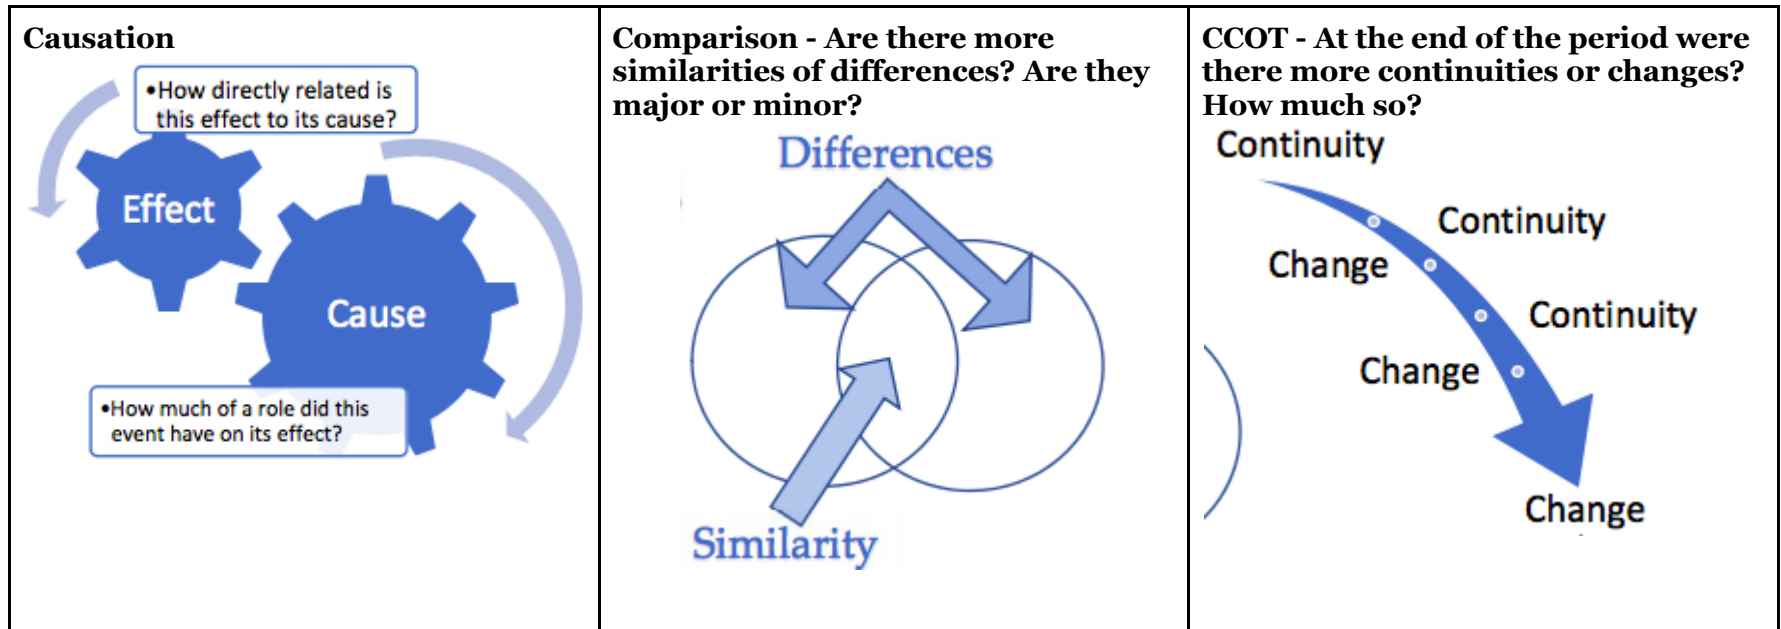 Causation
•How directly related is
this effect to its cause?
Effect
Cause
•How much of a role did this
event have on its effect?
Comparison - Are there more
similarities of differences? Are they
major or minor?
Differences
Similarity
CCOT - At the end of the period were
there more continuities or changes?
How much so?
Continuity
Continuity
Change
Continuity
Change
Change